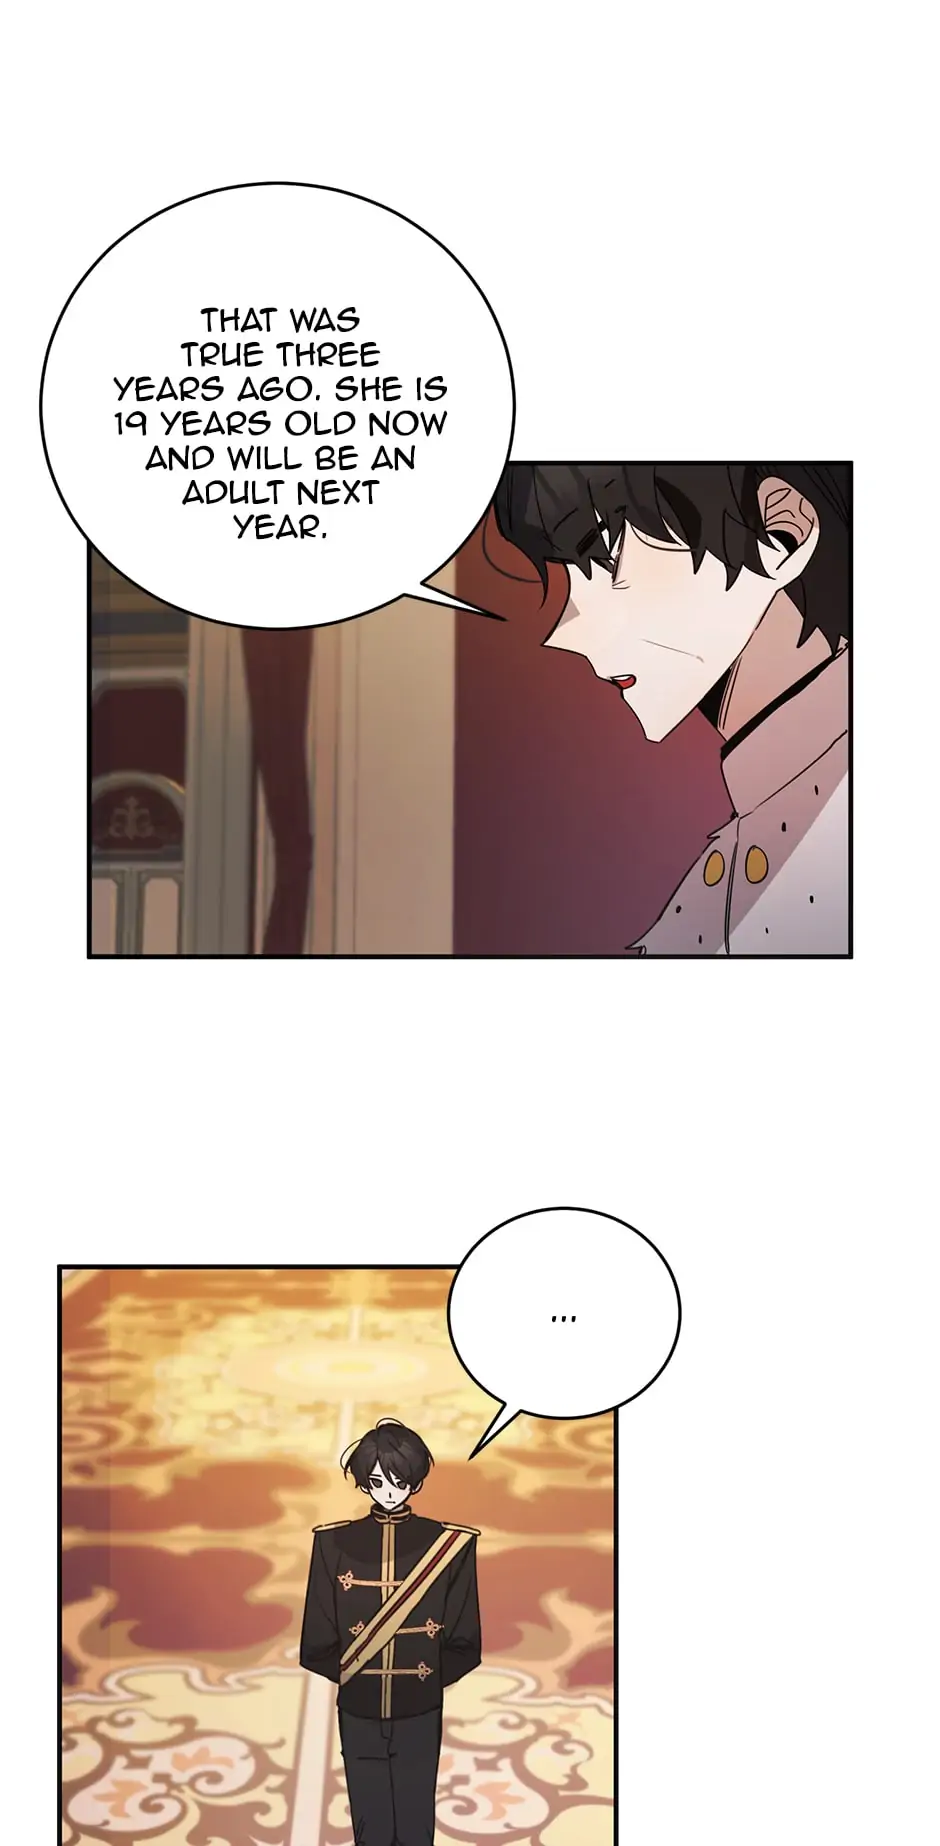 THAT WAS
TRUE THREE
YEARS AGO. SHE IS
19 YEARS OLD NOW
AND WILL BE AN
ADULT NEXT
YEAR.
...